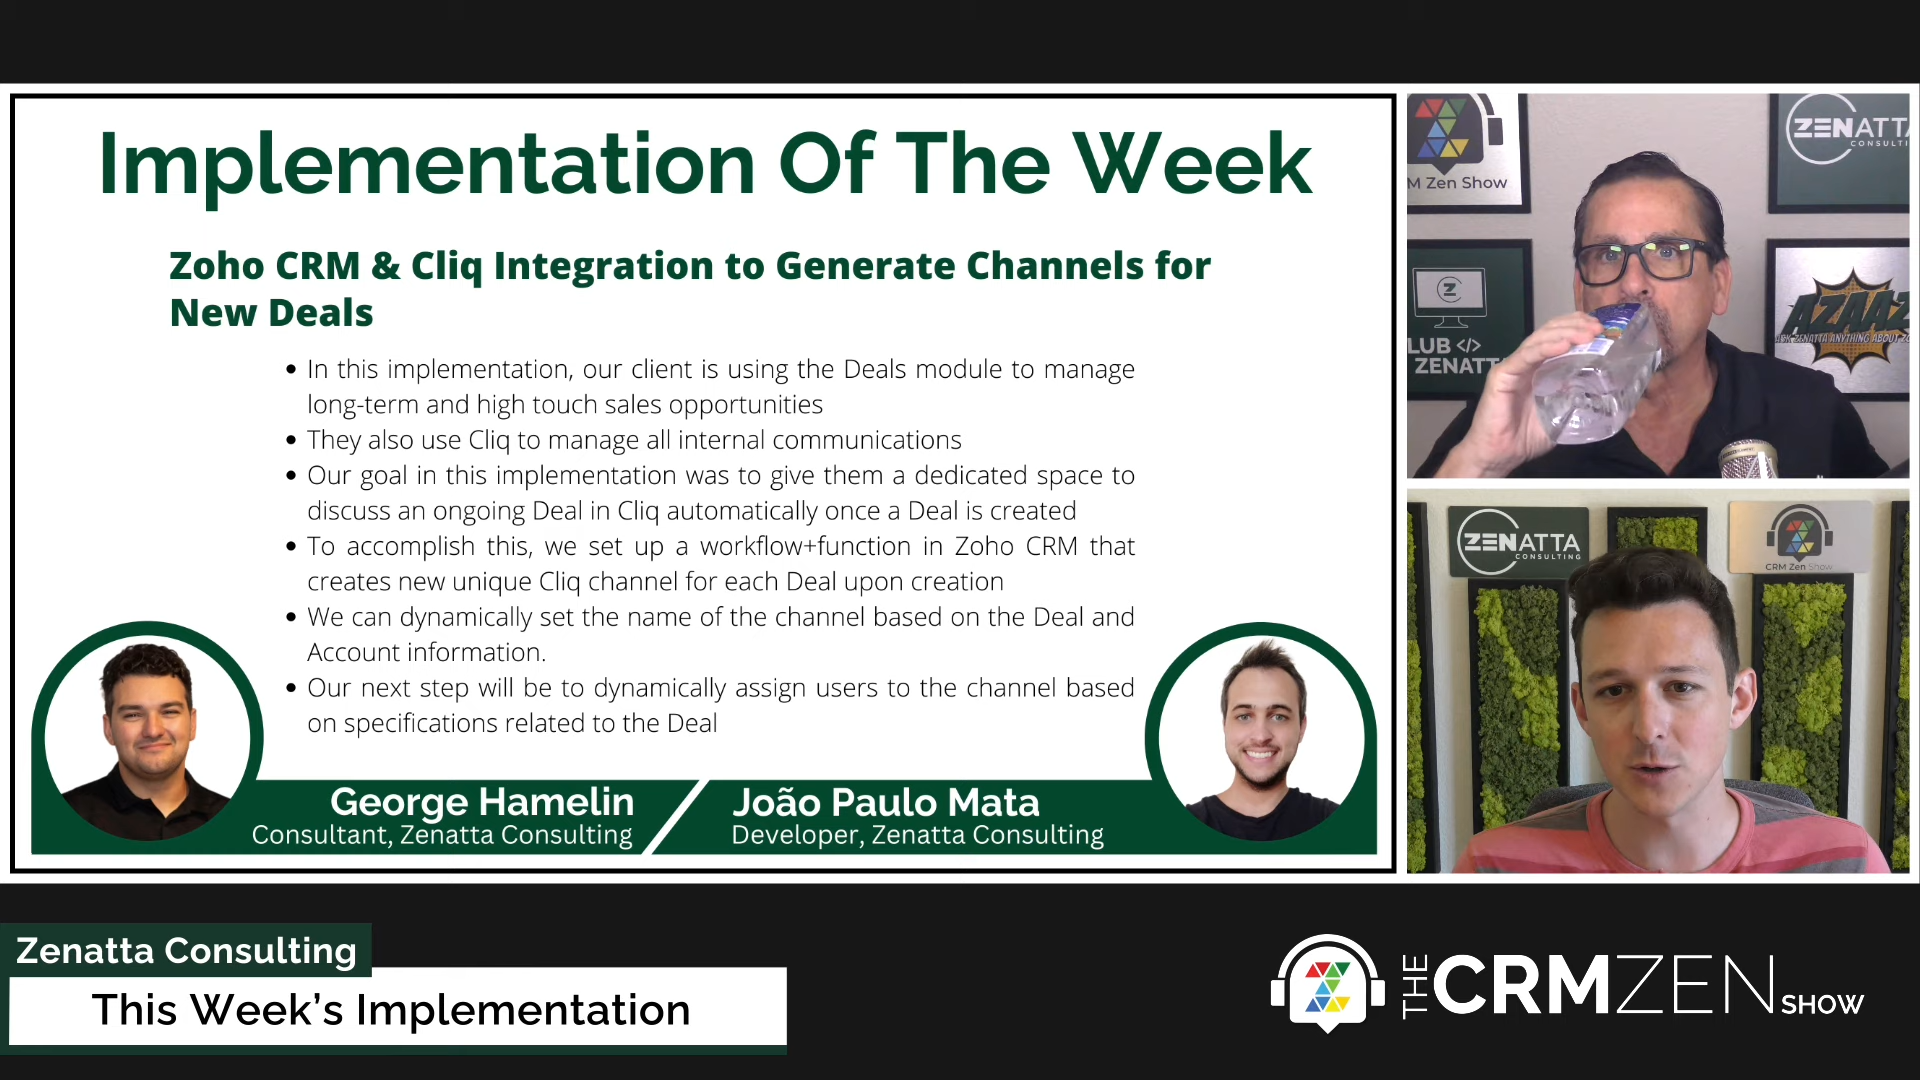 Implementation Of The Week
Zoho CRM & Cliq Integration to Generate Channels for
New Deals
• In this implementation, our client is using the Deals module to manage
long-term and high touch sales opportunities
• They also use Cliq to manage all internal communications
• Our goal in this implementation was to give them a dedicated space to
discuss an ongoing Deal in Cliq automatically once a Deal is created
• To accomplish this, we set up a workflow+function in Zoho CRM that
creates new unique Cliq channel for each Deal upon creation
• We can dynamically set the name of the channel based on the Deal and
Account information.
• Our next step will be to dynamically assign users to the channel based
on specifications related to the Deal
George Hamelin
Consultant, Zenatta Consulting
João Paulo Mata
Developer, Zenatta Consulting
M Zen Show
ZENATT
CONSULTI
LUB </>
ZENATT
AZAAZ
ZENATTA
CONSULTING
CRM Zen Show
Zenatta Consulting
This Week's Implementation
THE CRMZEN SHOW